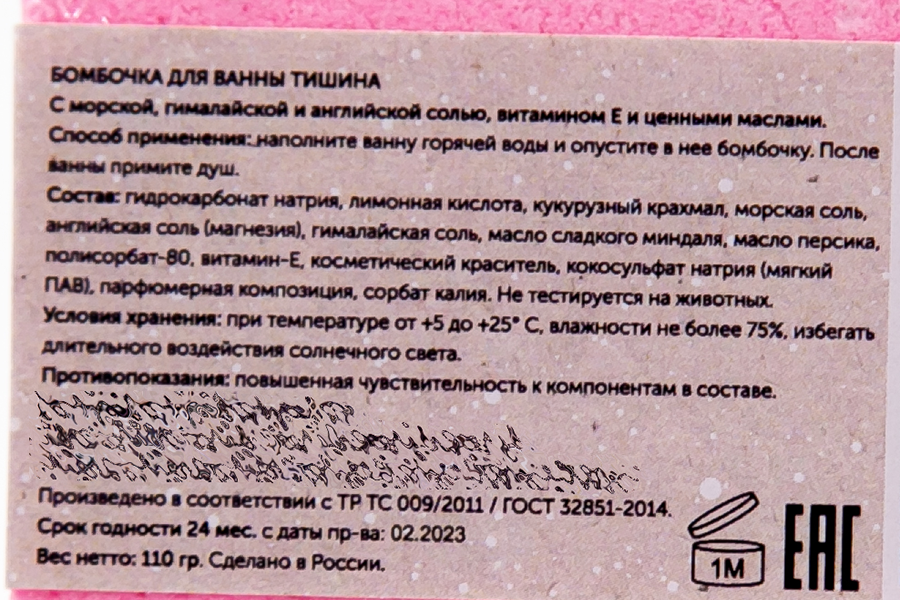 БОМБОЧКА ДЛЯ ВАННЫ ТИШИНА
С морской, гималайской и английской солью, витамином Е и ценными маслами.
Способ применения: наполните ванну горячей воды и опустите в нее бомбочку. После
ванны примите душ.
Состав: гидрокарбонат натрия, лимонная кислота, кукурузный крахмал, морская соль,
английская соль (магнезия), гималайская соль, масло сладкого миндаля, масло персика,
полисорбат-80, витамин-Е, косметический краситель, кокосульфат натрия (мягкий
ПАВ), парфюмерная композиция, сорбат калия. Не тестируется на животных.
Условия хранения: при температуре от +5 до +25° С, влажности не более 75%, избегать
длительного воздействия солнечного света.
Противопоказания: повышенная чувствительность к компонентам в составе.
Произведено в соответствии с ТР ТС 009/2011 / ГОСТ 32851-2014.
Срок годности 24 мес. с даты пр-ва: 02.2023
Вес нетто: 110 гр. Сделано в России.
1M
EAC